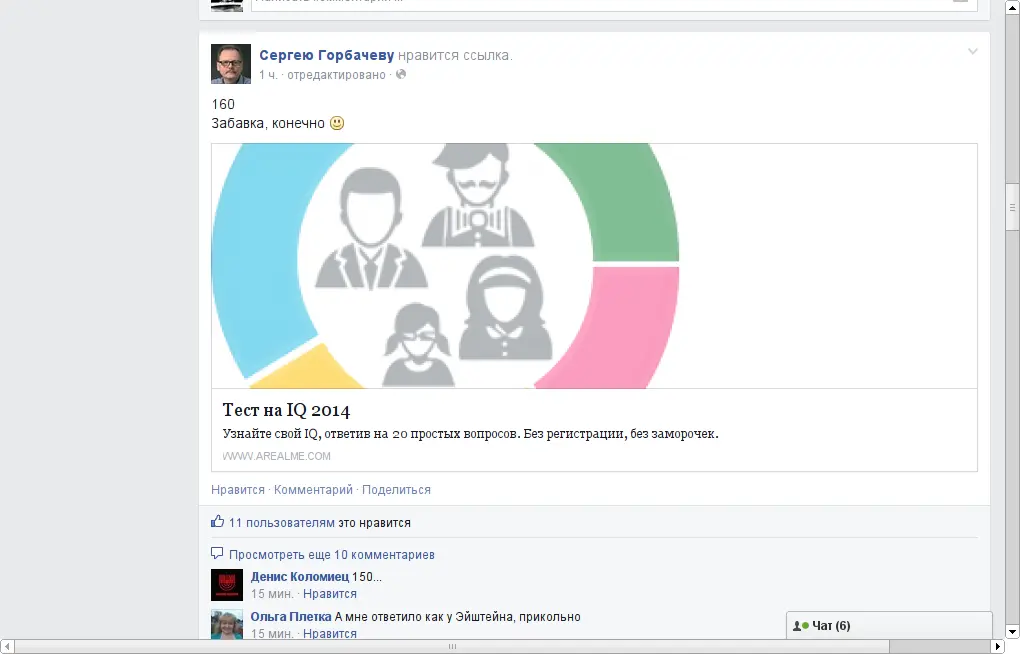 Сергею Горбачеву нравится ссылка.
1 ч. · отредактировано ·
160
Забавка, конечно
Тест на IQ 2014
Узнайте свой IQ, ответив на 20 простых вопросов. Без регистрации, без заморочек.
WWW.AREALME.COM
Нравится · Комментарий · Поделиться
11 пользователям это нравится
Просмотреть еще 10 комментариев
Денис Коломиец 150...
15 мин. · Нравится
Ольга Плетка А мне ответило как у Эйштейна, прикольно
15 мин. · Нравится
Чат (6)